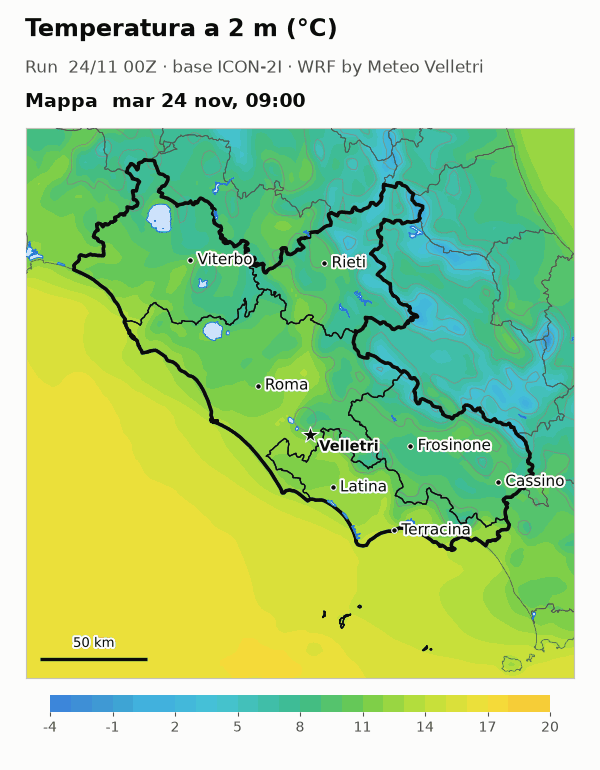 Temperatura a 2 m (°C)
Run  24/11 00Z · base ICON-2I · WRF by Meteo Velletri
Mappa  mar 24 nov, 09:00
Viterbo
Rieti
Roma
Velletri
Frosinone
Cassino
Latina
Terracina
50 km
-4 -1 2 5 8 11 14 17 20